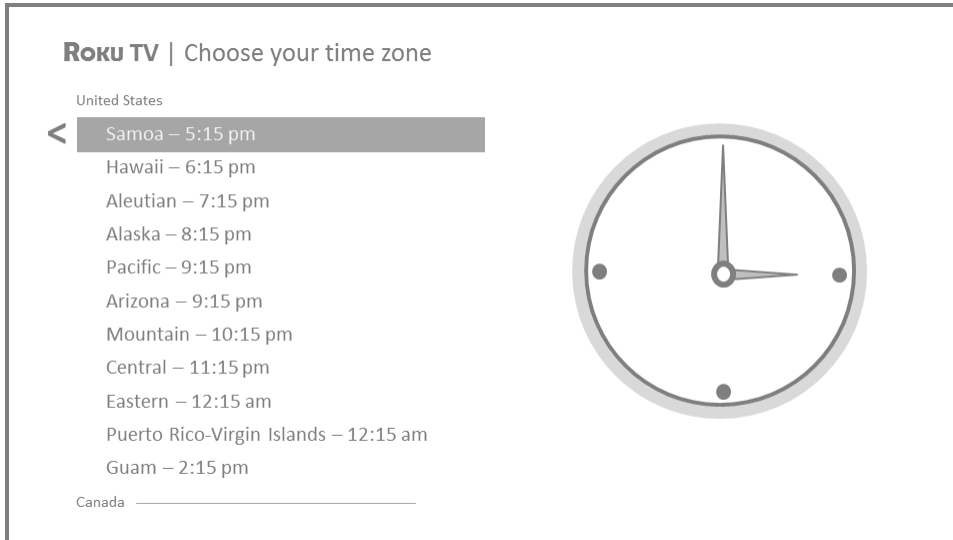 ROKU TV | Choose your time zone
United States
<
Samoa – 5:15 pm
Hawaii – 6:15 pm
Aleutian – 7:15 pm
Alaska – 8:15 pm
Pacific – 9:15 pm
Arizona – 9:15 pm
Mountain – 10:15 pm
Central – 11:15 pm
Eastern – 12:15 am
Puerto Rico-Virgin Islands – 12:15 am
Guam – 2:15 pm
Canada